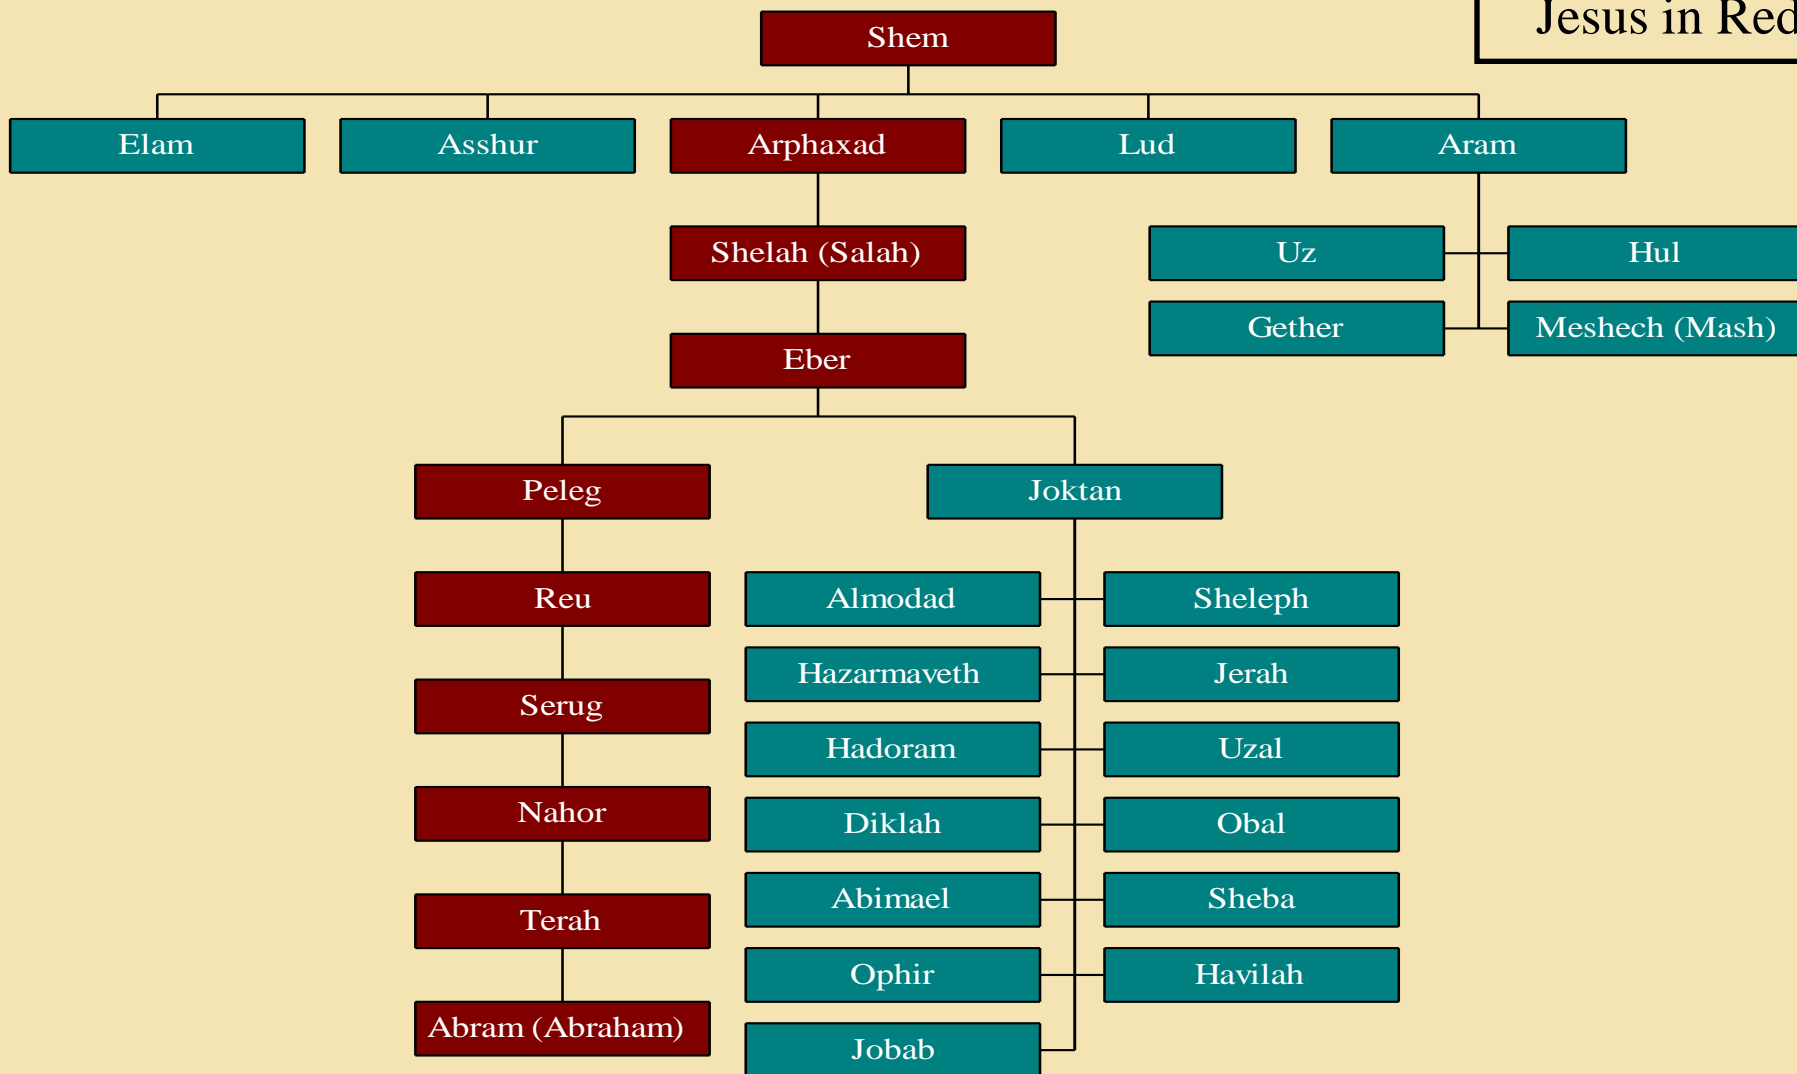 Jesus in Red
Shem
Elam
Asshur
Arphaxad
Lud
Aram
Shelah (Salah)
Uz
Hul
Gether
Meshech (Mash)
Eber
Peleg
Joktan
Reu
Almodad
Sheleph
Hazarmaveth
Jerah
Serug
Hadoram
Uzal
Nahor
Diklah
Obal
Terah
Abimael
Sheba
Ophir
Havilah
Abram (Abraham)
Jobab